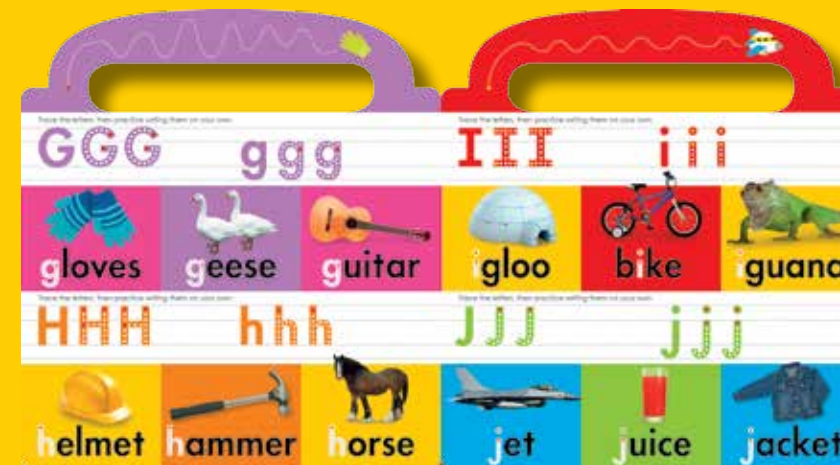 Trace the letters, then practice writing them on your own.
GGG ggg
gloves geese guitar
Trace the letters, then practice writing them on your own.
HHH hhh
helmet hammer horse
Trace the letters, then practice writing them on your own.
III iii
igloo bike iguana
Trace the letters, then practice writing them on your own.
JJJ jjj
jet juice jacket